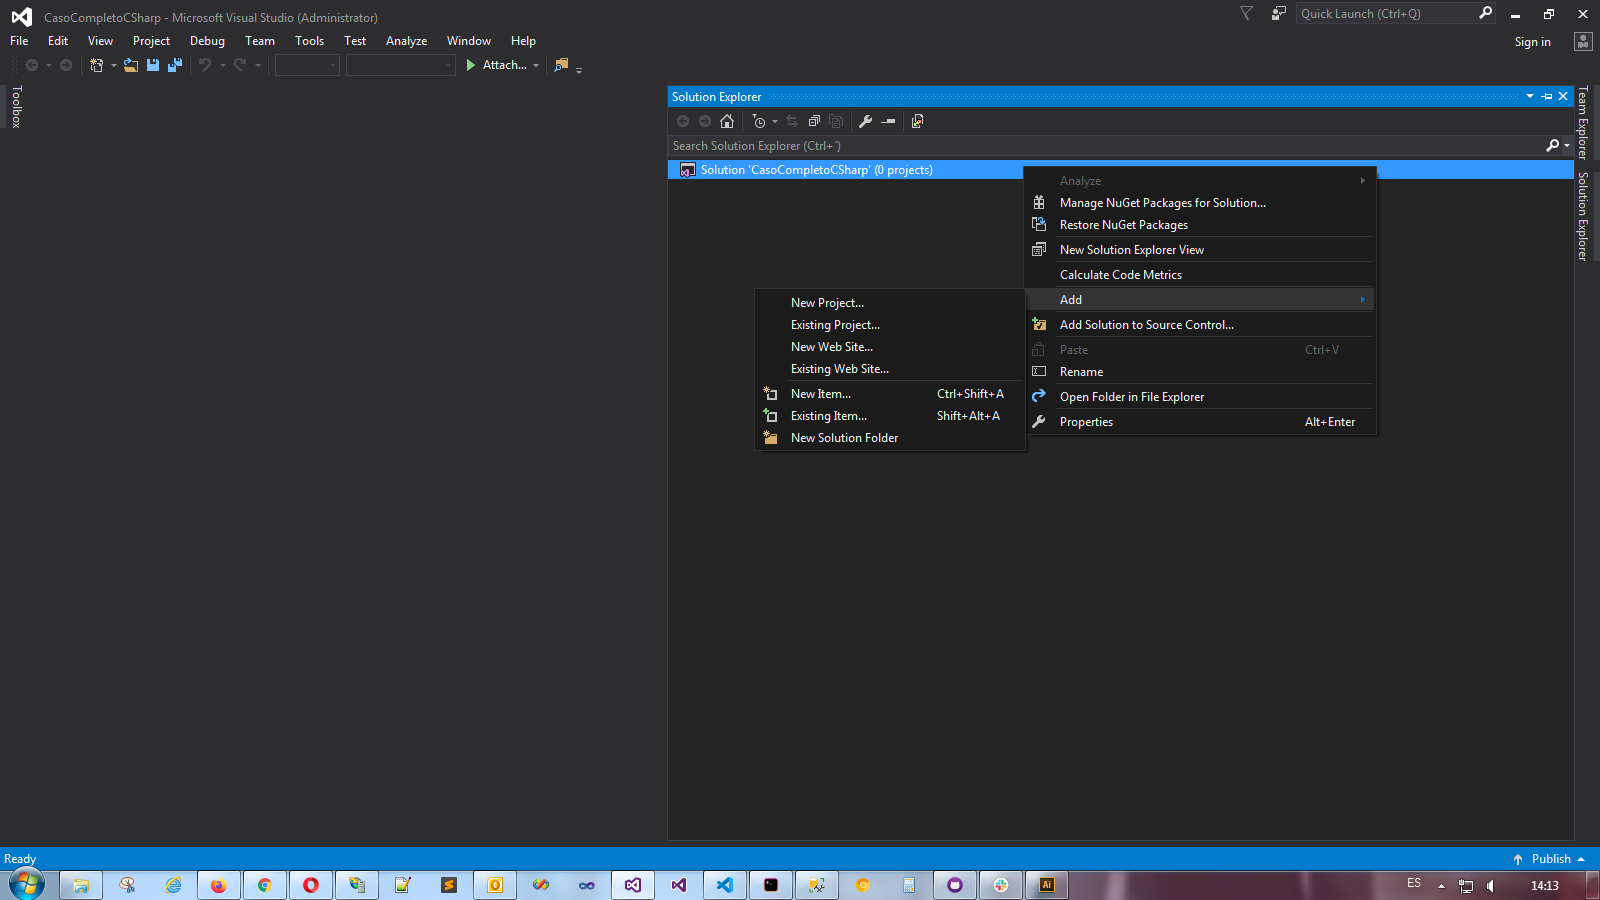 CasoCompletoCSharp - Microsoft Visual Studio (Administrator)
Quick Launch (Ctrl+Q)
File Edit View Project Debug Team Tools Test Analyze Window Help
Sign in
Attach...
Toolbox
Solution Explorer
Search Solution Explorer (Ctrl+´)
Solution 'CasoCompletoCSharp' (0 projects)
Analyze
Manage NuGet Packages for Solution...
Restore NuGet Packages
New Solution Explorer View
Calculate Code Metrics
Add
Add Solution to Source Control...
Paste Ctrl+V
Rename
Open Folder in File Explorer
Properties Alt+Enter
New Project...
Existing Project...
New Web Site...
Existing Web Site...
New Item... Ctrl+Shift+A
Existing Item... Shift+Alt+A
New Solution Folder
Team Explorer
Solution Explorer
Ready
Publish
Ai
ES
14:13